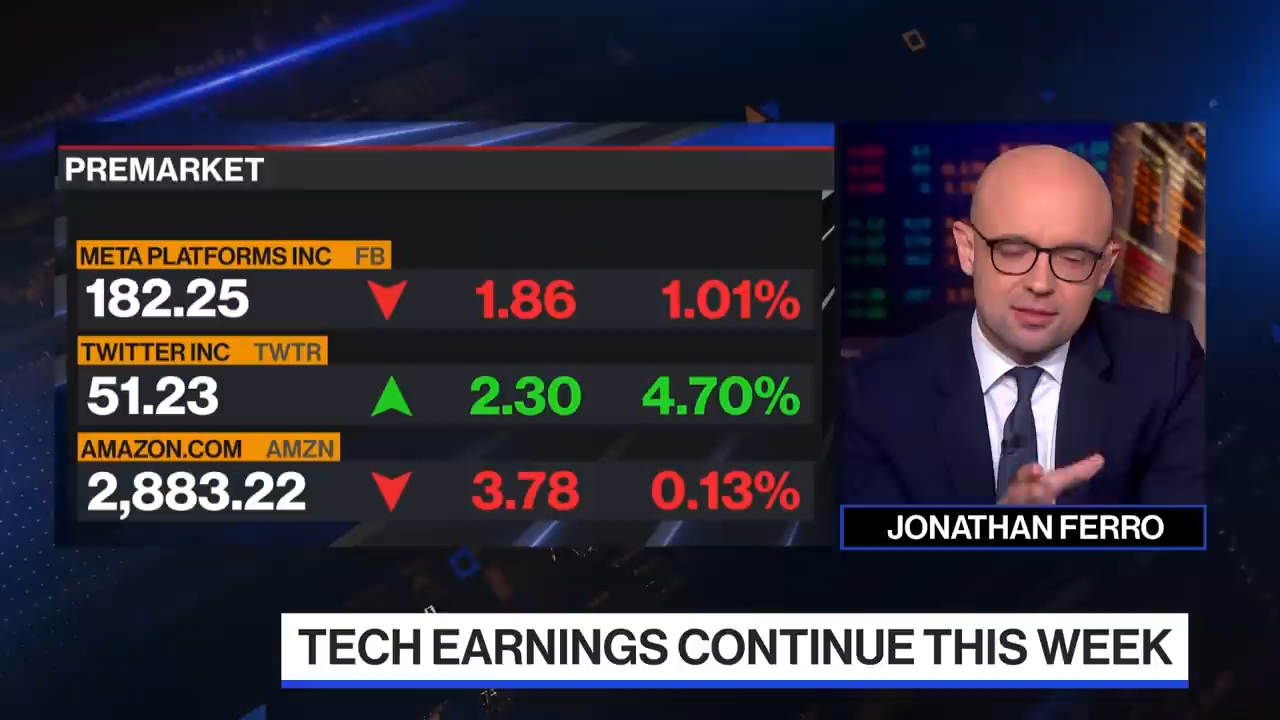 PREMARKET
META PLATFORMS INC FB
182.25 1.86 1.01%
TWITTER INC TWTR
51.23 2.30 4.70%
AMAZON.COM AMZN
2,883.22 3.78 0.13%
JONATHAN FERRO
TECH EARNINGS CONTINUE THIS WEEK